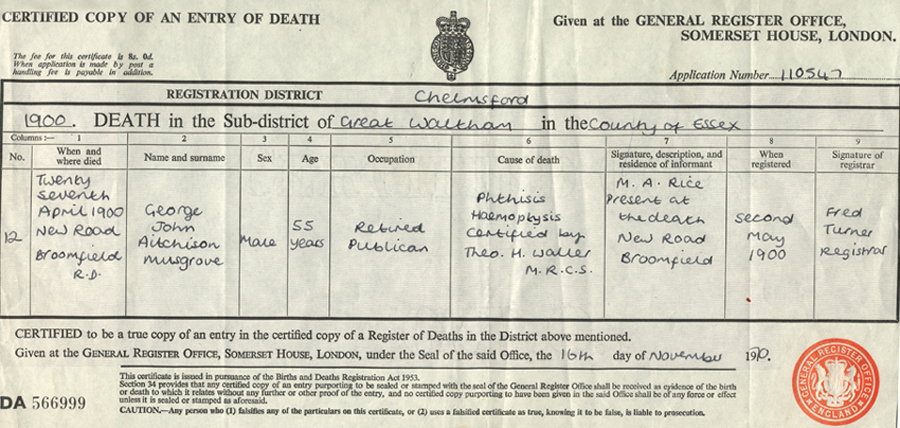 CERTIFIED COPY OF AN ENTRY OF DEATH
Given at the GENERAL REGISTER OFFICE,
SOMERSET HOUSE, LONDON.
The fee for this certificate is 8s. 0d.
When application is made by post a
handling fee is payable in addition.
Application Number 110547
REGISTRATION DISTRICT Chelmsford
1900. DEATH in the Sub-district of Great Waltham in the County of Essex
Columns :— 1 2 3 4 5 6 7 8 9
No.
When and
where died
Name and surname
Sex
Age
Occupation
Cause of death
Signature, description, and
residence of informant
When
registered
Signature of
registrar
12
Twenty
seventh
April 1900
New Road
Broomfield
R.D.
George
John
Aitchison
Musgrove
Male
55
years
Retired
Publican
Phthisis
Haemophysis
Certified by
Theo. H. Waller
M.R.C.S.
M. A. Rice
Present at
the death
New Road
Broomfield
Second
May
1900
Fred
Turner
Registrar
CERTIFIED to be a true copy of an entry in the certified copy of a Register of Deaths in the District above mentioned.
Given at the GENERAL REGISTER OFFICE, SOMERSET HOUSE, LONDON, under the Seal of the said Office, the 16th day of November 1970.
This certificate is issued in pursuance of the Births and Deaths Registration Act 1953.
Section 34 provides that any certified copy of an entry purporting to be sealed or stamped with the seal of the General Register Office shall be received as evidence of the birth
or death to which it relates without any further or other proof of the entry, and no certified copy purporting to have been given in the said Office shall be of any force or effect
unless it is sealed or stamped as aforesaid.
CAUTION.—Any person who (1) falsifies any of the particulars on this certificate, or (2) uses a falsified certificate as true, knowing it to be false, is liable to prosecution.
DA 566999
GENERAL REGISTER OFFICE
ENGLAND